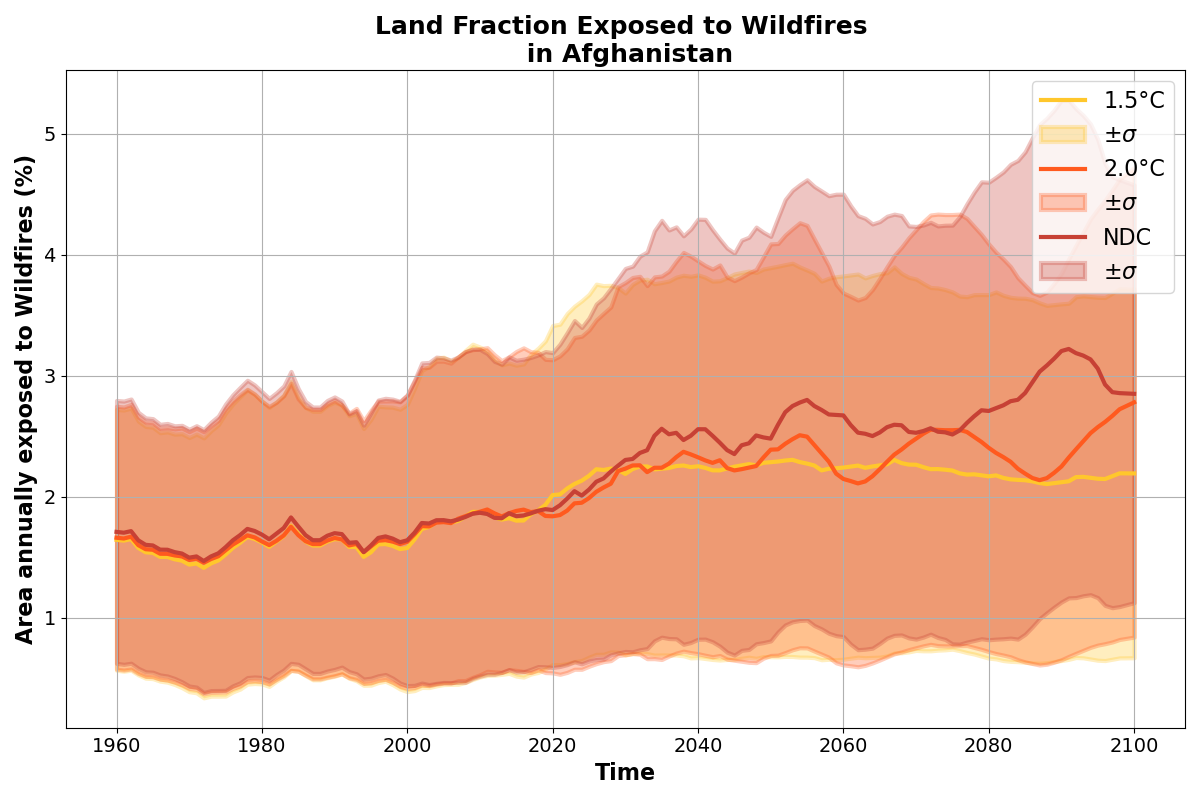 Land Fraction Exposed to Wildfires
in Afghanistan
Area annually exposed to Wildfires (%)
5
4
3
2
1
1.5°C
±σ
2.0°C
±σ
NDC
±σ
1960 1980 2000 2020 2040 2060 2080 2100
Time